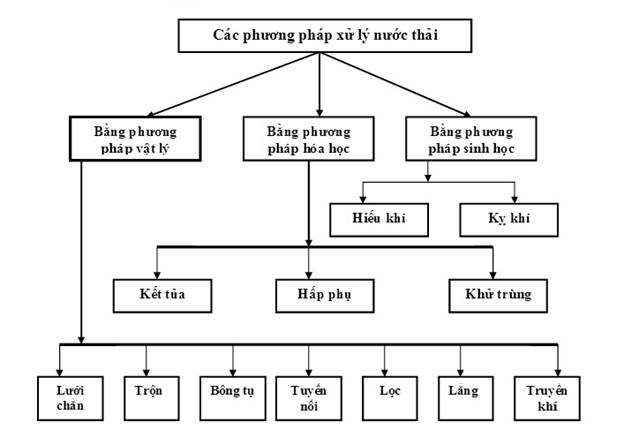 Các phương pháp xử lý nước thải
Bằng phương
pháp vật lý
Bằng phương
pháp hóa học
Bằng phương
pháp sinh học
Hiếu khí
Kỵ khí
Kết tủa
Hấp phụ
Khử trùng
Lưới
chắn
Trộn
Bông tụ
Tuyển
nổi
Lọc
Lắng
Truyền
khí